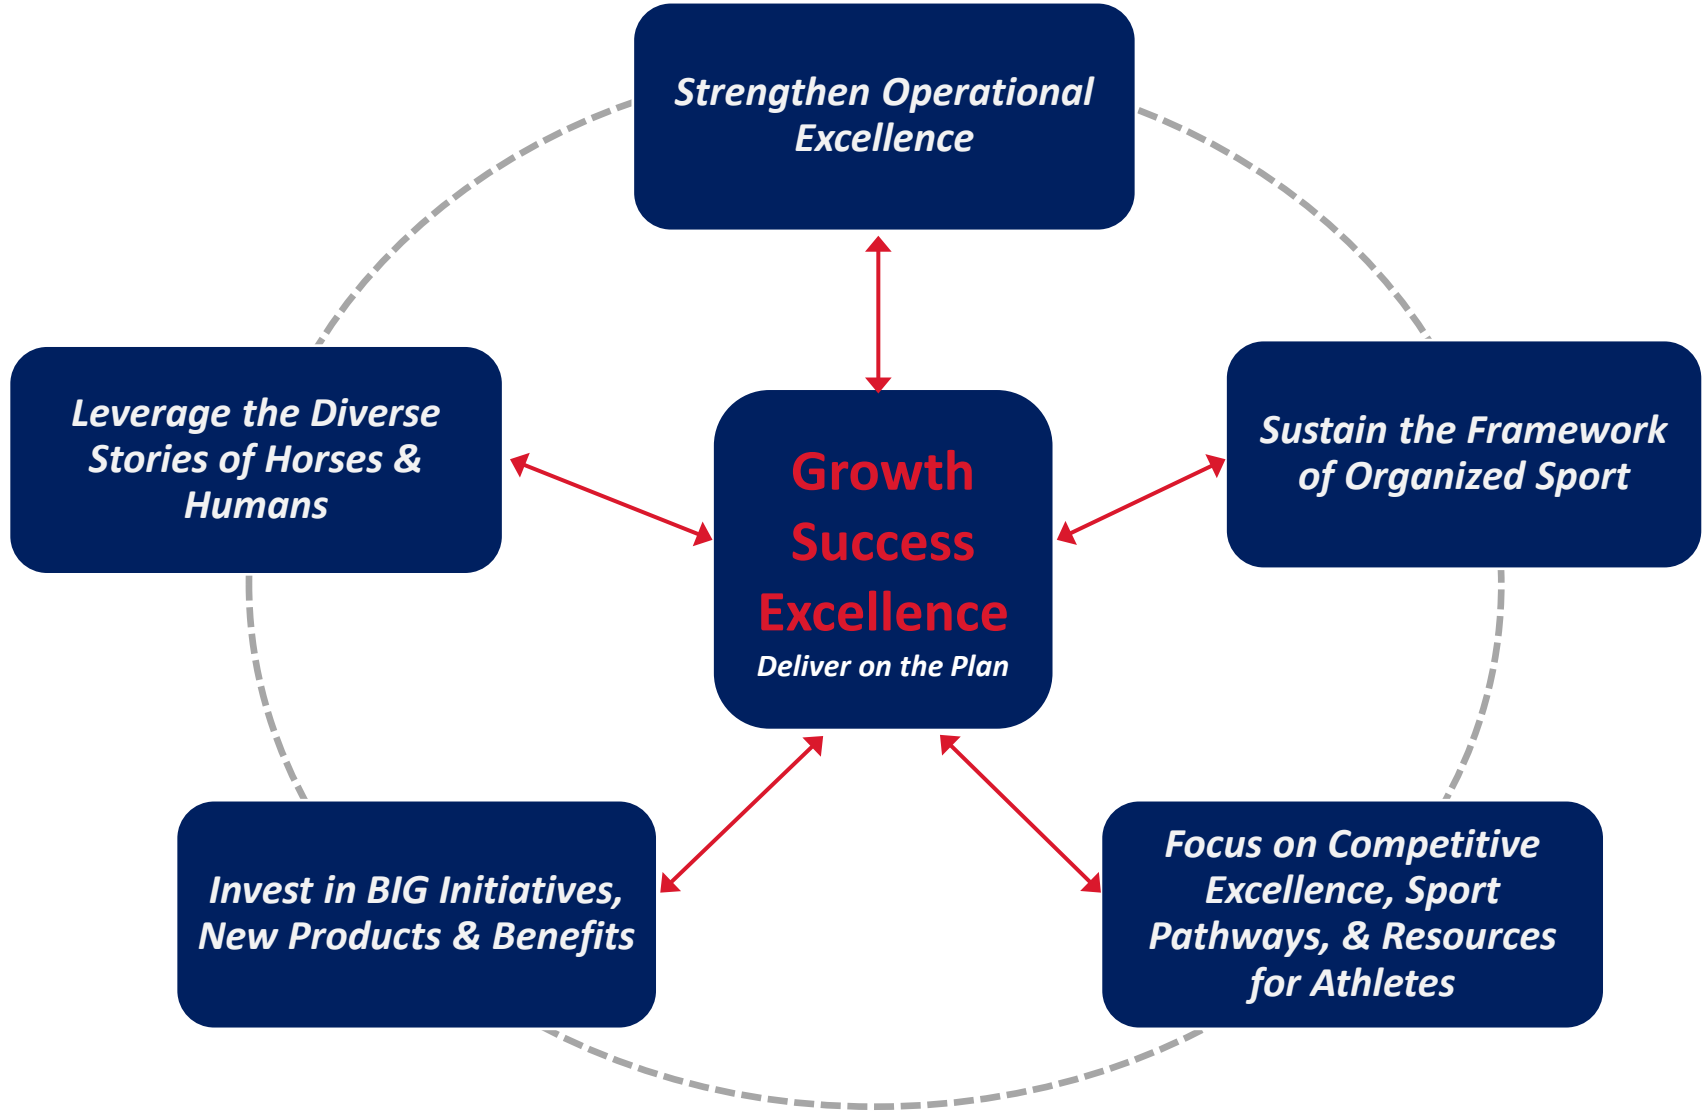 Strengthen Operational
Excellence
Leverage the Diverse
Stories of Horses &
Humans
Growth
Success
Excellence
Deliver on the Plan
Sustain the Framework
of Organized Sport
Invest in BIG Initiatives,
New Products & Benefits
Focus on Competitive
Excellence, Sport
Pathways, & Resources
for Athletes